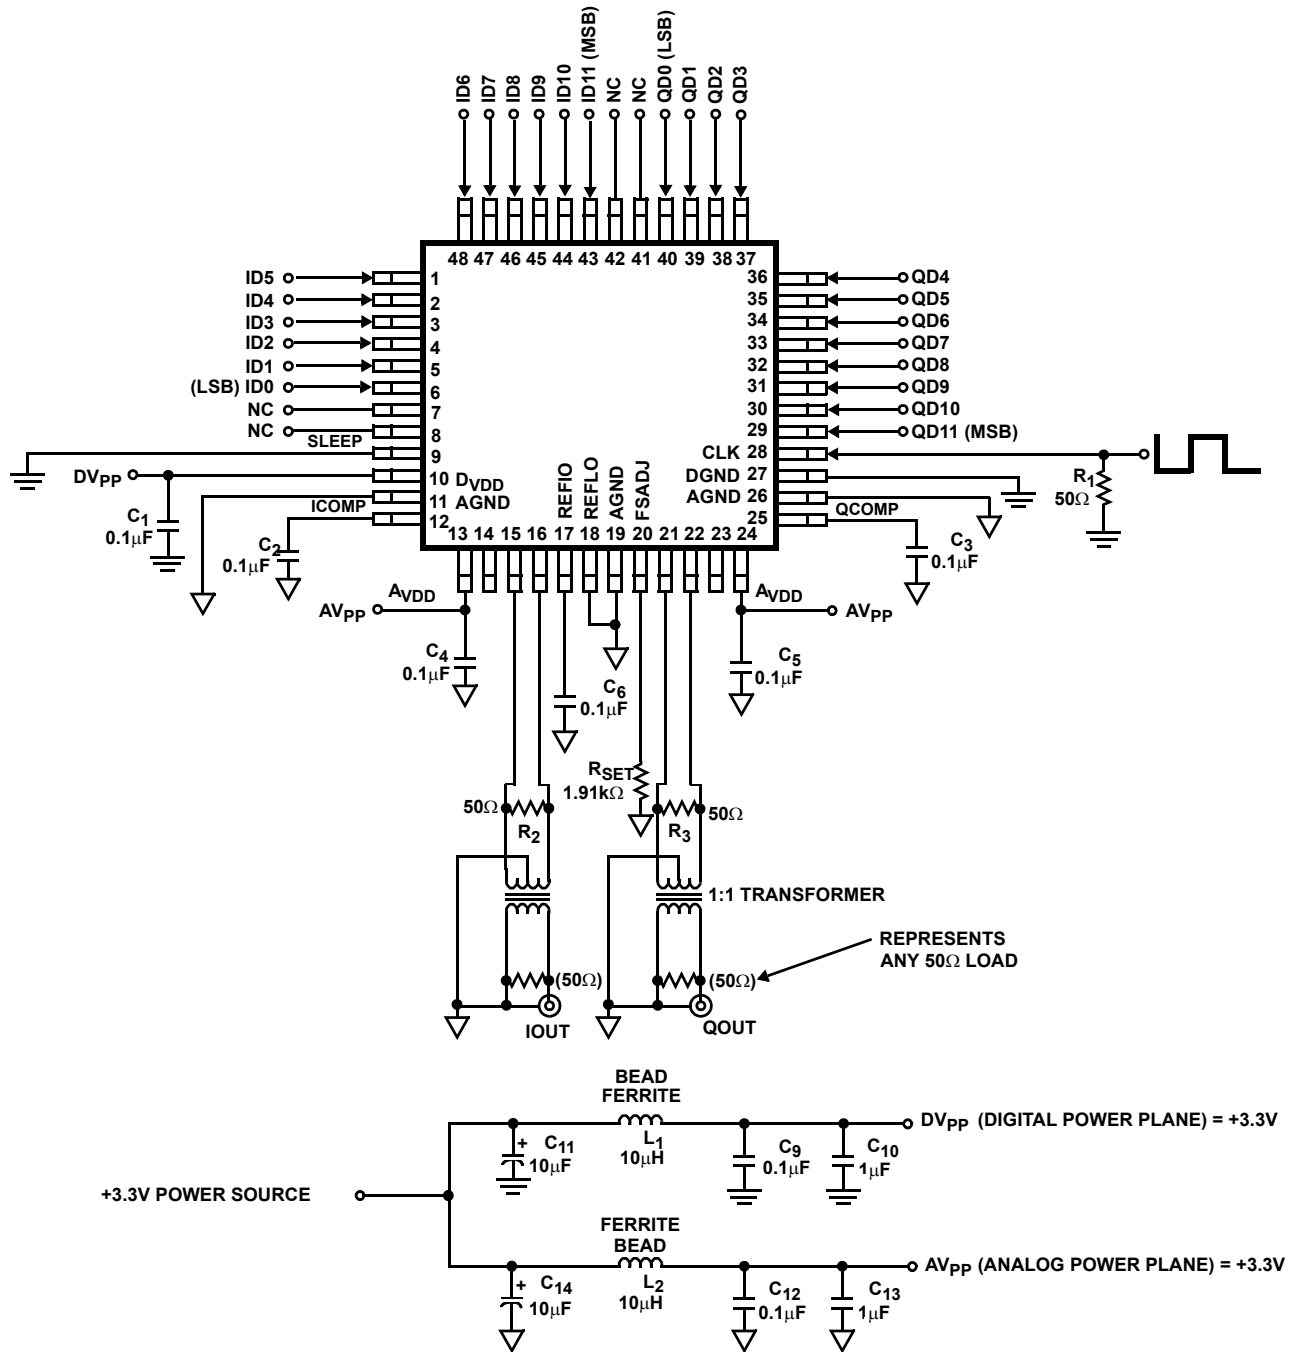 ID6
ID7
ID8
ID9
ID10
ID11 (MSB)
NC
NC
QD0 (LSB)
QD1
QD2
QD3
48 47 46 45 44 43 42 41 40 39 38 37
ID5
ID4
ID3
ID2
ID1
(LSB) ID0
NC
NC
SLEEP
DVPP
ICOMP
1
2
3
4
5
6
7
8
9
10 DVDD
11 AGND
12
36
35
34
33
32
31
30
29
CLK 28
DGND 27
AGND 26
25
QD4
QD5
QD6
QD7
QD8
QD9
QD10
QD11 (MSB)
QCOMP
R1
50Ω
C1
0.1μF
C2
0.1μF
C3
0.1μF
REFIO
REFLO
AGND
FSADJ
13 14 15 16 17 18 19 20 21 22 23 24
AVDD
AVPP
AVDD
AVPP
C4
0.1μF
C5
0.1μF
C6
0.1μF
RSET
1.91kΩ
50Ω
R2
R3
50Ω
1:1 TRANSFORMER
REPRESENTS
ANY 50Ω LOAD
(50Ω)
(50Ω)
IOUT
QOUT
BEAD
FERRITE
+
C11
10μF
L1
10μH
C9
0.1μF
C10
1μF
DVPP (DIGITAL POWER PLANE) = +3.3V
+3.3V POWER SOURCE
FERRITE
BEAD
+
C14
10μF
L2
10μH
C12
0.1μF
C13
1μF
AVPP (ANALOG POWER PLANE) = +3.3V